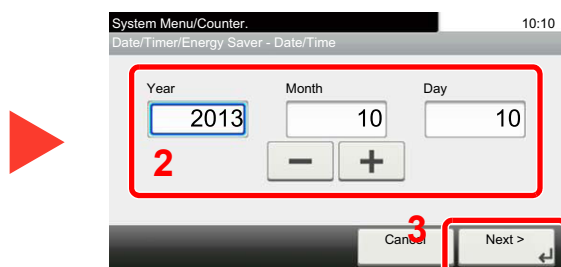 System Menu/Counter. 10:10
Date/Timer/Energy Saver - Date/Time
Year Month Day
2013 10 10
2 − +
3
Cancel Next >